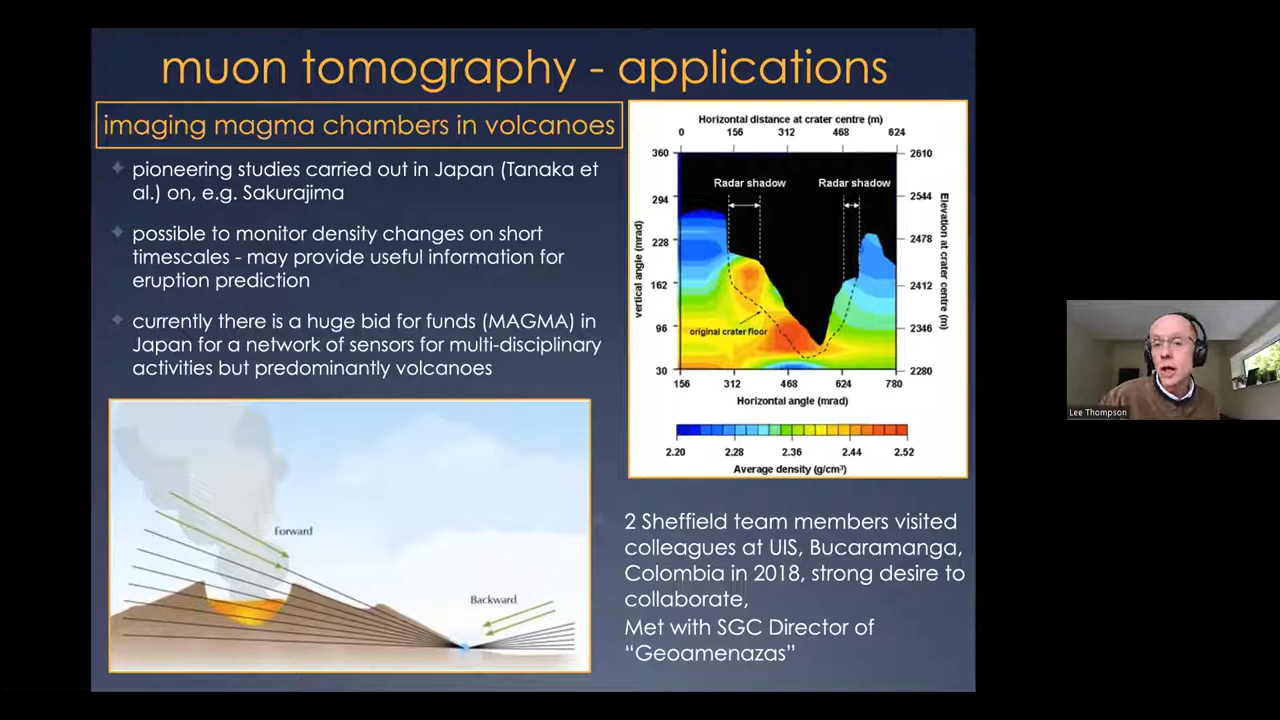 muon tomography - applications
imaging magma chambers in volcanoes
pioneering studies carried out in Japan (Tanaka et
al.) on, e.g. Sakurajima
possible to monitor density changes on short
timescales - may provide useful information for
eruption prediction
currently there is a huge bid for funds (MAGMA) in
Japan for a network of sensors for multi-disciplinary
activities but predominantly volcanoes
Forward
Backward
Horizontal distance at crater centre (m)
0 156 312 468 624
360 2610
Radar shadow Radar shadow
294 2544
228 2478
162 2412
original crater floor
96 2346
30 2280
vertical angle (mrad)
Elevation at crater centre (m)
156 312 468 624 780
Horizontal angle (mrad)
2.20 2.28 2.36 2.44 2.52
Average density (g/cm³)
2 Sheffield team members visited
colleagues at UIS, Bucaramanga,
Colombia in 2018, strong desire to
collaborate,
Met with SGC Director of
“Geoamenazas”
Lee Thompson